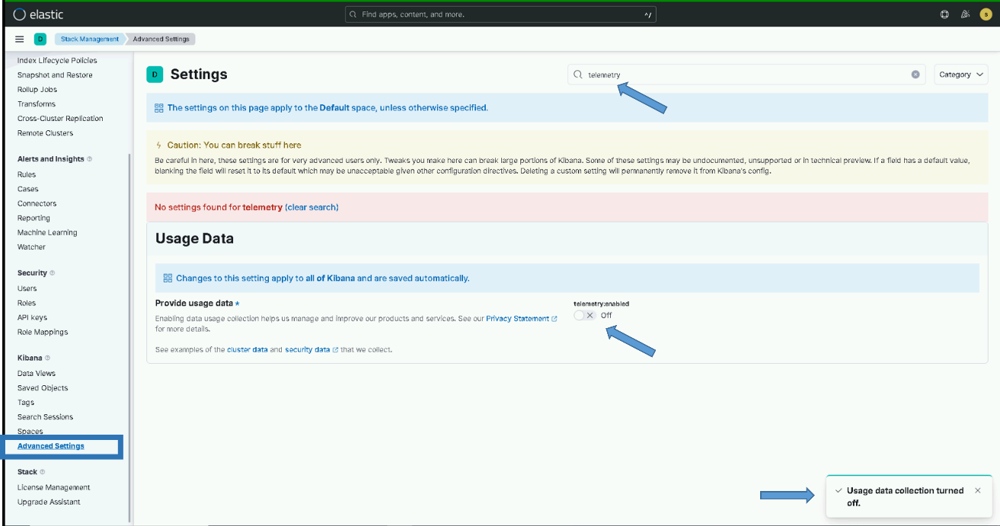 elastic
Find apps, content, and more.
^/
s
D
Stack Management
Advanced Settings
Index Lifecycle Policies
Snapshot and Restore
Rollup Jobs
Transforms
Cross-Cluster Replication
Remote Clusters
Alerts and Insights
Rules
Cases
Connectors
Reporting
Machine Learning
Watcher
Security
Users
Roles
API keys
Role Mappings
Kibana
Data Views
Saved Objects
Tags
Search Sessions
Spaces
Advanced Settings
Stack
License Management
Upgrade Assistant
D
Settings
telemetry
Category
The settings on this page apply to the Default space, unless otherwise specified.
Caution: You can break stuff here
Be careful in here, these settings are for very advanced users only. Tweaks you make here can break large portions of Kibana. Some of these settings may be undocumented, unsupported or in technical preview. If a field has a default value,
blanking the field will reset it to its default which may be unacceptable given other configuration directives. Deleting a custom setting will permanently remove it from Kibana's config.
No settings found for telemetry (clear search)
Usage Data
Changes to this setting apply to all of Kibana and are saved automatically.
Provide usage data
Enabling data usage collection helps us manage and improve our products and services. See our Privacy Statement
for more details.
See examples of the cluster data and security data that we collect.
telemetry:enabled
Off
Usage data collection turned
off.